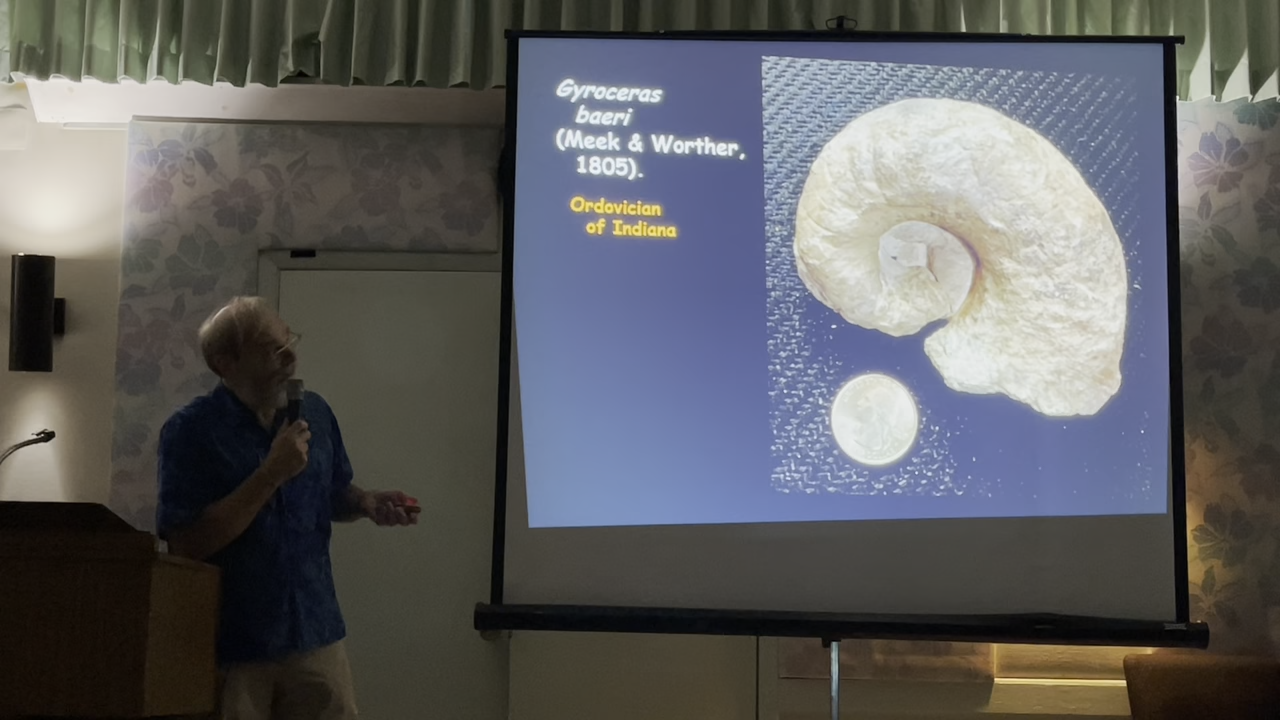 Gyroceras
baeri
(Meek & Worther,
1805).
Ordovician
of Indiana